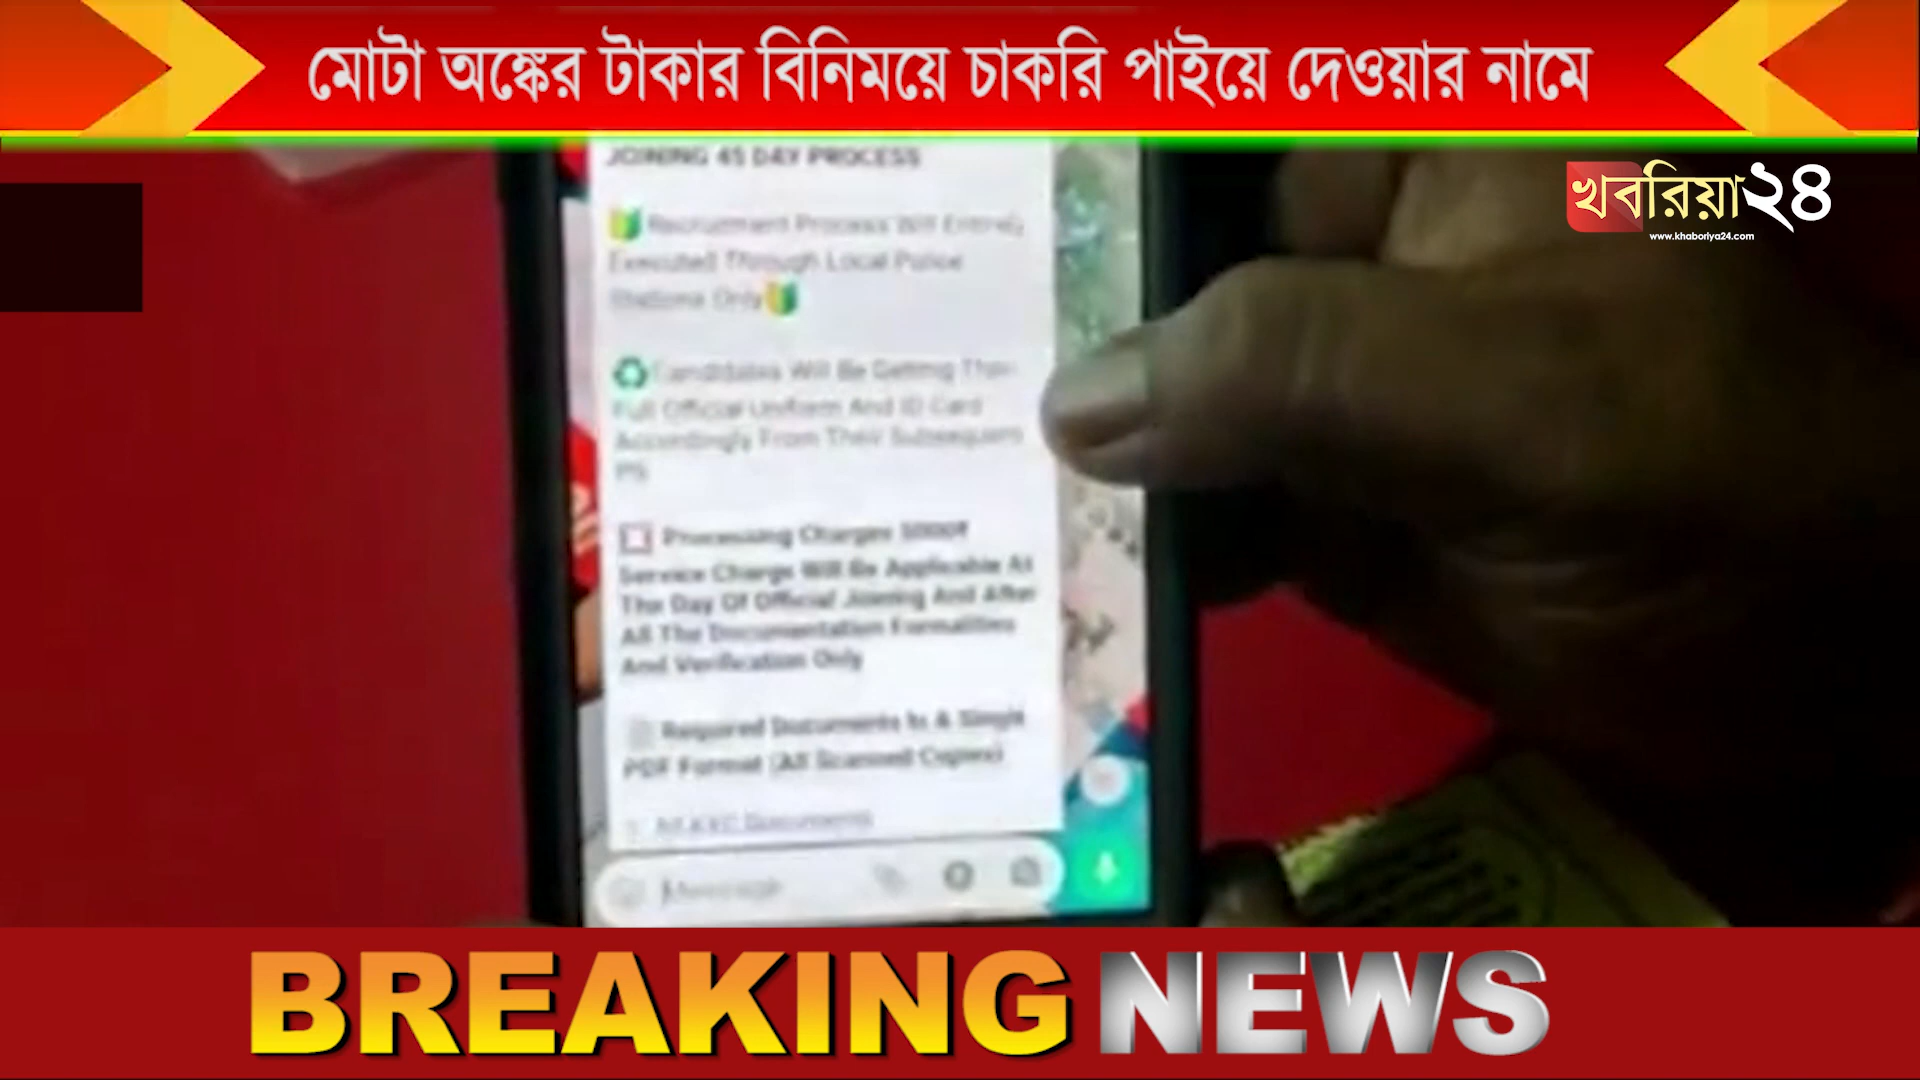 মোটা অঙ্কের টাকার বিনিময়ে চাকরি পাইয়ে দেওয়ার নামে
খবরিয়া২৪
www.khaboriya24.com
JOINING 45 DAY PROCESS
Recruitment Process Will Entirely
Executed Through Local Police
Stations Only
Candidates Will Be Getting Their
Full Official Uniform And ID Card
Accordingly From Their Subsequent
PS
Processing Charges
Service Charge Will Be Applicable At
The Day Of Official Joining And After
All The Documentation Formalities
And Verification Only
Required Documents In A Single
PDF Format (All Scanned Copies)
All KYC Documents
Message
BREAKING NEWS